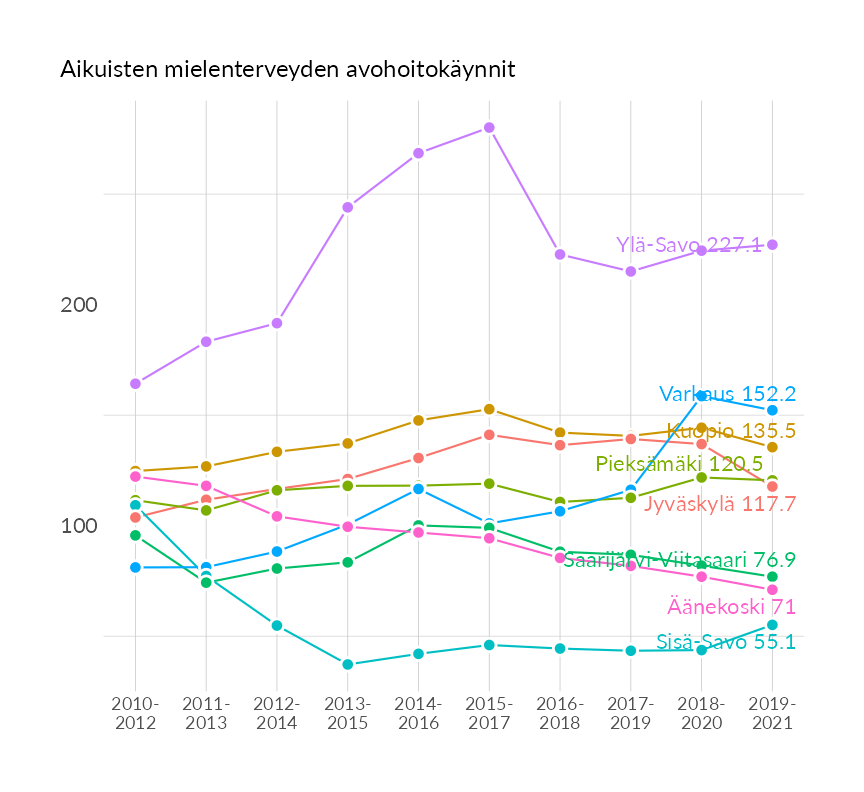 Aikuisten mielenterveyden avohoitokäynnit
Ylä-Savo 227.1
200
Varkaus 152.2
Kuopio 135.5
Pieksämäki 120.5
Jyväskylä 117.7
100
Saarijärvi-Viitasaari 76.9
Äänekoski 71
Sisä-Savo 55.1
2010- 2011- 2012- 2013- 2014- 2015- 2016- 2017- 2018- 2019-
2012 2013 2014 2015 2016 2017 2018 2019 2020 2021